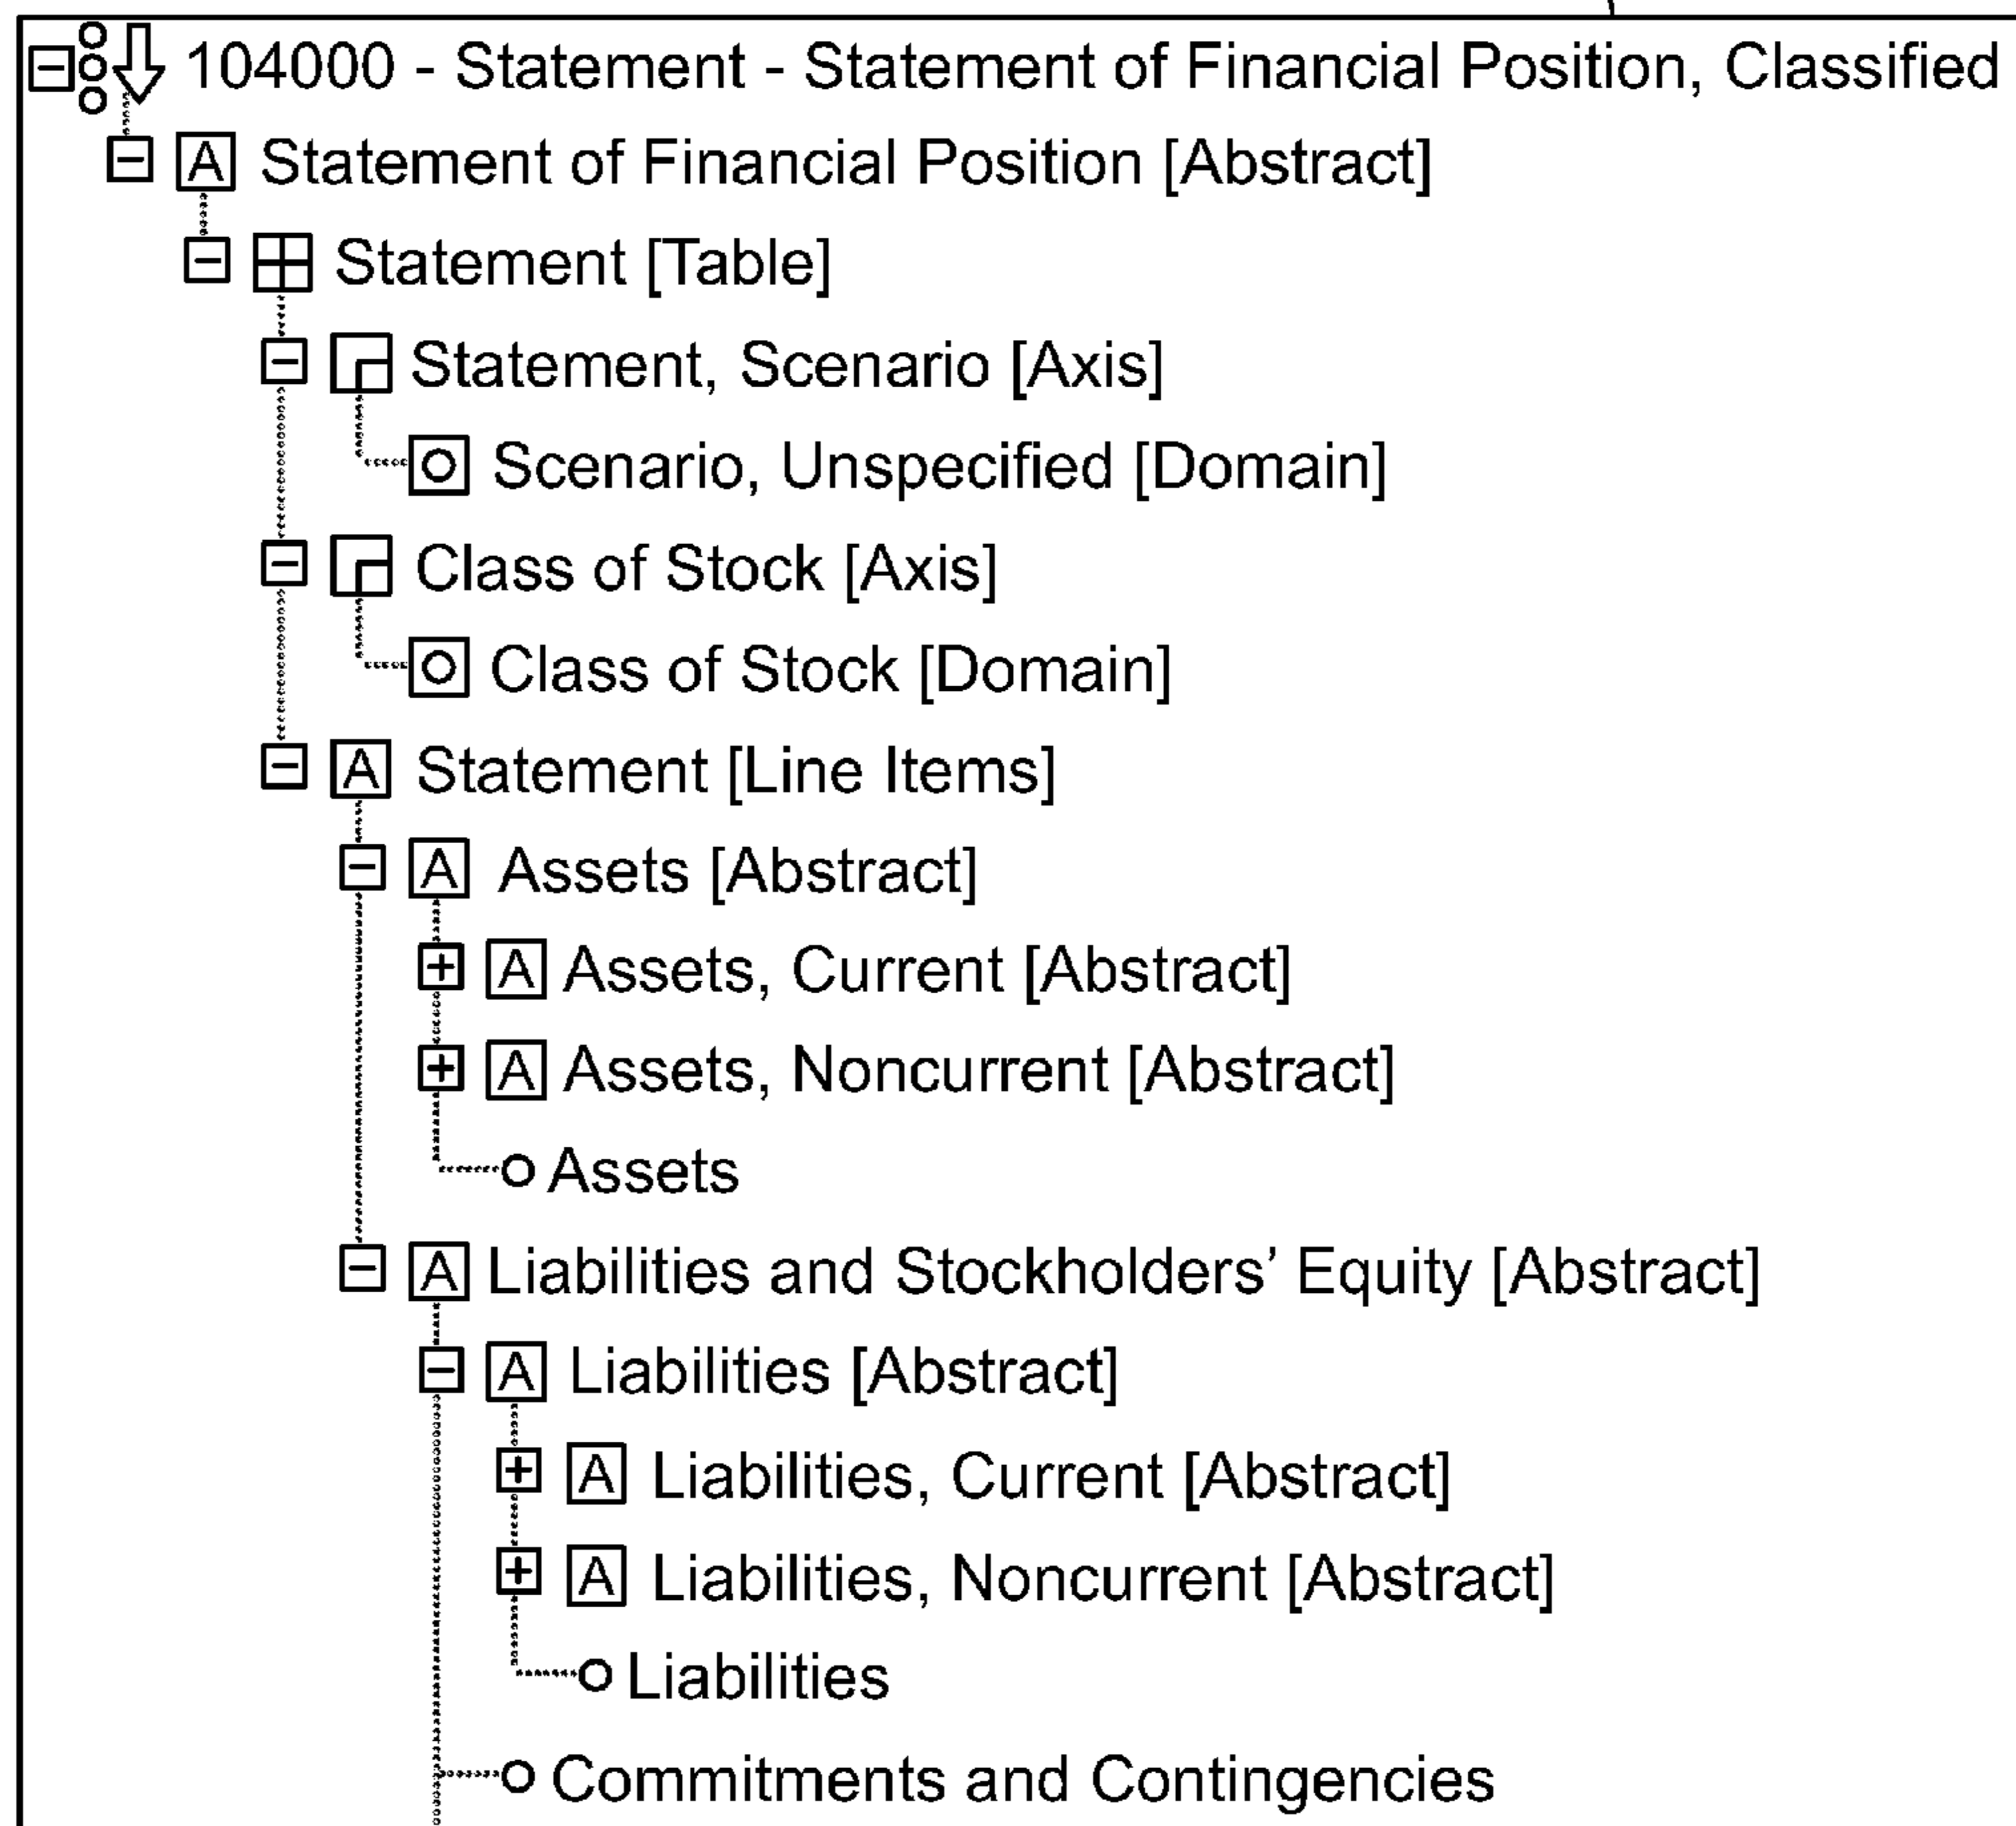 104000 - Statement - Statement of Financial Position, Classified
A Statement of Financial Position [Abstract]
Statement [Table]
Statement, Scenario [Axis]
Scenario, Unspecified [Domain]
Class of Stock [Axis]
Class of Stock [Domain]
A Statement [Line Items]
A Assets [Abstract]
A Assets, Current [Abstract]
A Assets, Noncurrent [Abstract]
Assets
A Liabilities and Stockholders’ Equity [Abstract]
A Liabilities [Abstract]
A Liabilities, Current [Abstract]
A Liabilities, Noncurrent [Abstract]
Liabilities
Commitments and Contingencies